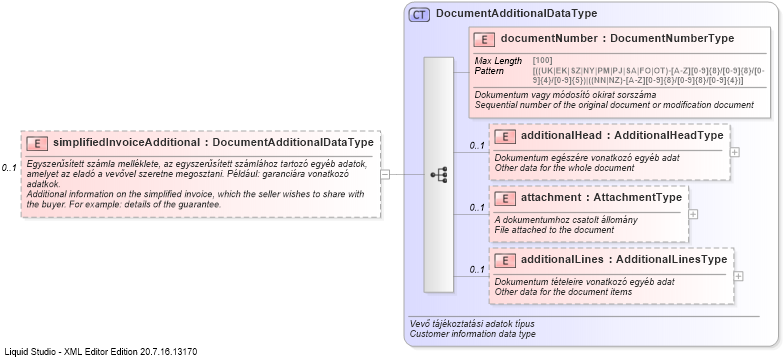 CT DocumentAdditionalDataType
E documentNumber : DocumentNumberType
Max Length [100]
Pattern [((UK|EK|SZ|NY|PM|PJ|SA|FO|OT)-[A-Z][0-9]{8}/[0-9]{8}/[0-
9]{4}/[0-9]{5})|((NN|NZ)-[A-Z][0-9]{8}/[0-9]{8}/[0-9]{4})]
Dokumentum vagy módosító okirat sorszáma
Sequential number of the original document or modification document
0..1
E simplifiedInvoiceAdditional : DocumentAdditionalDataType
Egyszerűsített számla melléklete, az egyszerűsített számlához tartozó egyéb adatok,
amelyet az eladó a vevővel szeretne megosztani. Például: garanciára vonatkozó
adatkok.
Additional information on the simplified invoice, which the seller wishes to share with
the buyer. For example: details of the guarantee.
0..1
E additionalHead : AdditionalHeadType
Dokumentum egészére vonatkozó egyéb adat
Other data for the whole document
0..1
E attachment : AttachmentType
A dokumentumhoz csatolt állomány
File attached to the document
0..1
E additionalLines : AdditionalLinesType
Dokumentum tételeire vonatkozó egyéb adat
Other data for the document items
Vevő tájékoztatási adatok típus
Customer information data type
Liquid Studio - XML Editor Edition 20.7.16.13170